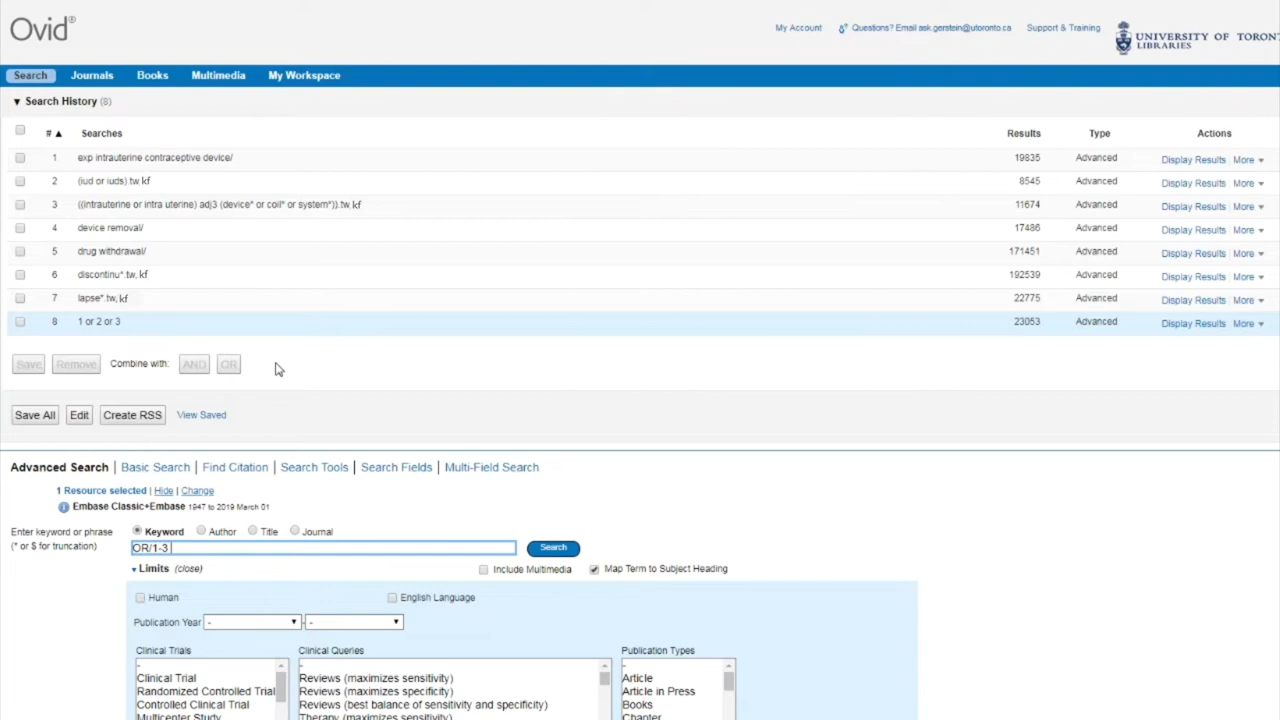 Ovid®
My Account Questions? Email ask.gerstein@utoronto.ca Support & Training
UNIVERSITY OF TORONT
LIBRARIES
Search Journals Books Multimedia My Workspace
▼ Search History (8)
# ▲ Searches Results Type Actions
1 exp intrauterine contraceptive device/ 19835 Advanced Display Results More ▼
2 (iud or iuds).tw kf 8545 Advanced Display Results More ▼
3 ((intrauterine or intra uterine) adj3 (device* or coil* or system*)).tw,kf 11674 Advanced Display Results More ▼
4 device removal/ 17486 Advanced Display Results More ▼
5 drug withdrawal/ 171451 Advanced Display Results More ▼
6 discontinu*.tw, kf 192539 Advanced Display Results More ▼
7 lapse*.tw, kf 22775 Advanced Display Results More ▼
8 1 or 2 or 3 23053 Advanced Display Results More ▼
Save Remove Combine with: AND OR
Save All Edit Create RSS View Saved
Advanced Search | Basic Search | Find Citation | Search Tools | Search Fields | Multi-Field Search
1 Resource selected | Hide | Change
Embase Classic+Embase 1947 to 2019 March 01
Enter keyword or phrase
(* or $ for truncation)
Keyword Author Title Journal
OR/1-3 Search
▼ Limits (close) Include Multimedia Map Term to Subject Heading
Human English Language
Publication Year - - -
Clinical Trials Clinical Queries Publication Types
- - -
Clinical Trial Reviews (maximizes sensitivity) Article
Randomized Controlled Trial Reviews (maximizes specificity) Article in Press
Controlled Clinical Trial Reviews (best balance of sensitivity and specificity) Books
Multicenter Study Therapy (maximizes sensitivity) Chapter